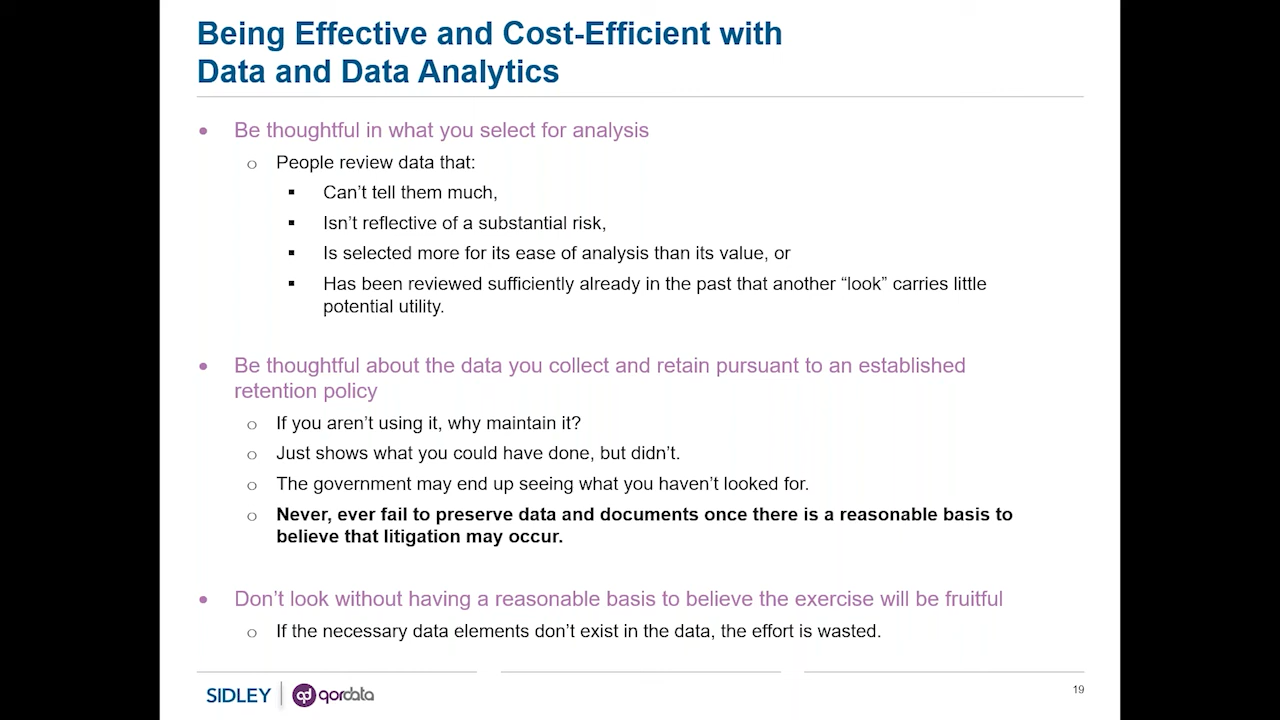 Being Effective and Cost-Efficient with
Data and Data Analytics
• Be thoughtful in what you select for analysis
o People review data that:
▪ Can’t tell them much,
▪ Isn’t reflective of a substantial risk,
▪ Is selected more for its ease of analysis than its value, or
▪ Has been reviewed sufficiently already in the past that another “look” carries little
potential utility.
• Be thoughtful about the data you collect and retain pursuant to an established
retention policy
o If you aren’t using it, why maintain it?
o Just shows what you could have done, but didn’t.
o The government may end up seeing what you haven’t looked for.
o Never, ever fail to preserve data and documents once there is a reasonable basis to
believe that litigation may occur.
• Don’t look without having a reasonable basis to believe the exercise will be fruitful
o If the necessary data elements don’t exist in the data, the effort is wasted.
SIDLEY | qd qordata
19